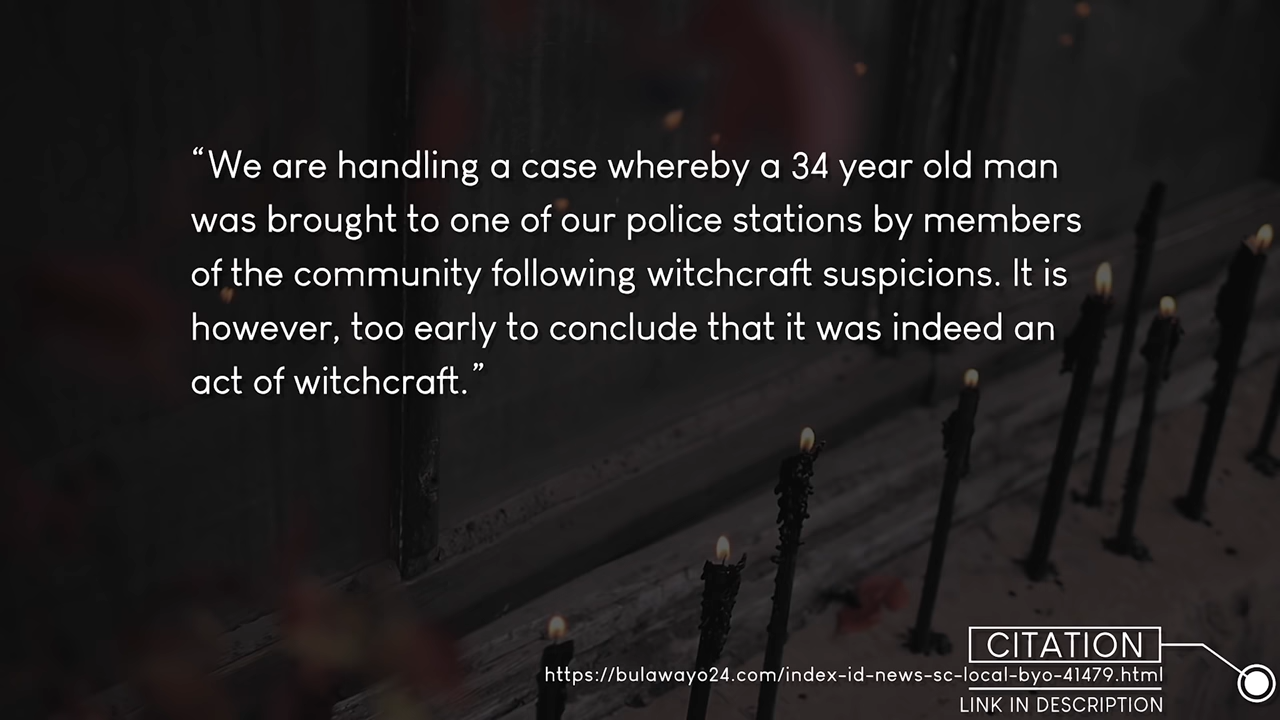 “We are handling a case whereby a 34 year old man
was brought to one of our police stations by members
of the community following witchcraft suspicions. It is
however, too early to conclude that it was indeed an
act of witchcraft.”
CITATION
https://bulawayo24.com/index-id-news-sc-local-byo-41479.html
LINK IN DESCRIPTION